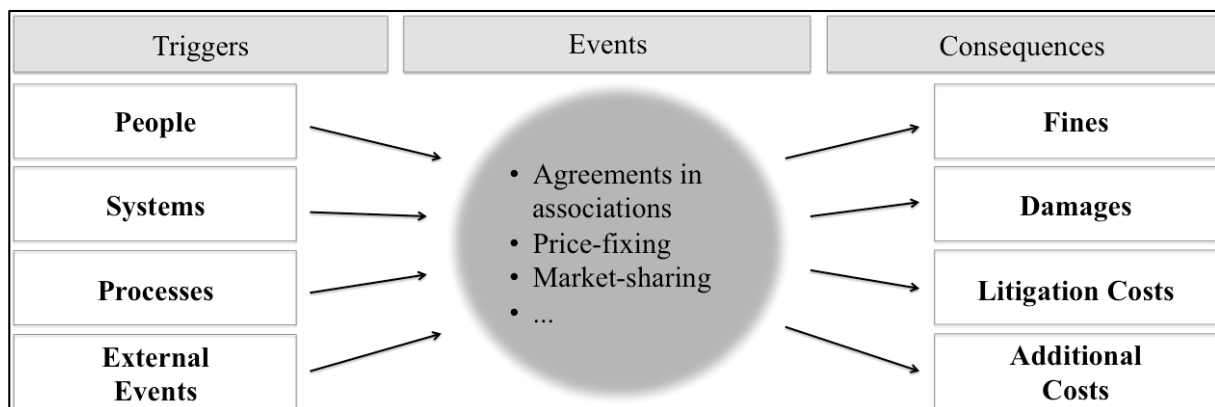 Triggers
Events
Consequences
People
Systems
Processes
External
Events
• Agreements in
associations
• Price-fixing
• Market-sharing
• ...
Fines
Damages
Litigation Costs
Additional
Costs